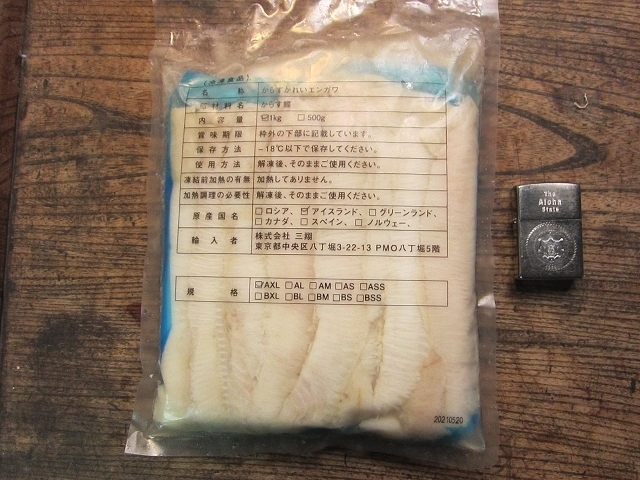 (冷凍食品)
名 称 からすがれいエンガワ
原材料名 からす鰈
内 容 量 ☑1kg □500g
賞味期限 枠外の下部に記載しています。
保存方法 −18℃以下で保存してください。
使用方法 解凍後、そのままご使用ください。
凍結前加熱の有無 加熱してありません。
加熱調理の必要性 解凍後、そのままご使用ください。
原産国名 □ロシア、☑アイスランド、□グリーンランド、
□カナダ、□スペイン、□ノルウェー、
輸 入 者 株式会社 三翔
東京都中央区八丁堀3-22-13 PMO八丁堀5階
規 格 ☑AXL □AL □AM □AS □ASS
□BXL □BL □BM □BS □BSS
20210520
The
Aloha
State